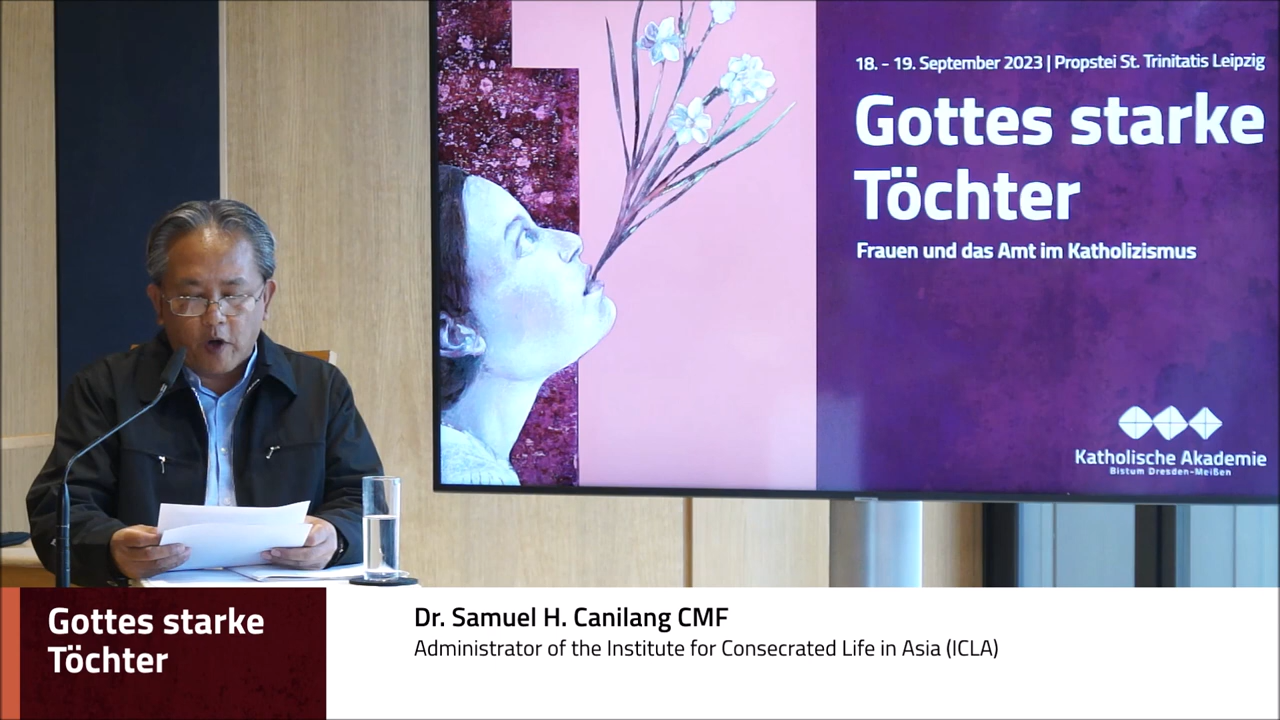 18. - 19. September 2023 | Propstei St. Trinitatis Leipzig
Gottes starke
Töchter
Frauen und das Amt im Katholizismus
Katholische Akademie
Bistum Dresden-Meißen
Gottes starke
Töchter
Dr. Samuel H. Canilang CMF
Administrator of the Institute for Consecrated Life in Asia (ICLA)